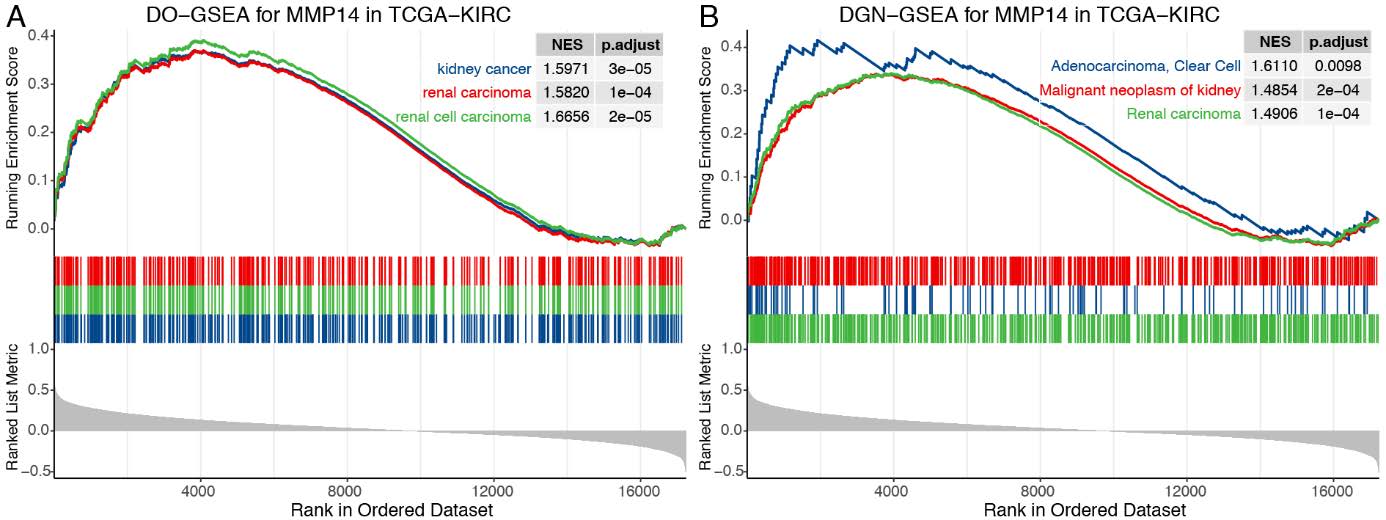 A
DO−GSEA for MMP14 in TCGA−KIRC
NES p.adjust
kidney cancer 1.5971 3e−05
renal carcinoma 1.5820 1e−04
renal cell carcinoma 1.6656 2e−05
Running Enrichment Score
0.4
0.3
0.2
0.1
0.0
Ranked List Metric
1.0
0.5
0.0
−0.5
4000 8000 12000 16000
Rank in Ordered Dataset
B
DGN−GSEA for MMP14 in TCGA−KIRC
NES p.adjust
Adenocarcinoma, Clear Cell 1.6110 0.0098
Malignant neoplasm of kidney 1.4854 2e−04
Renal carcinoma 1.4906 1e−04
Running Enrichment Score
0.4
0.3
0.2
0.1
0.0
Ranked List Metric
1.0
0.5
0.0
−0.5
4000 8000 12000 16000
Rank in Ordered Dataset